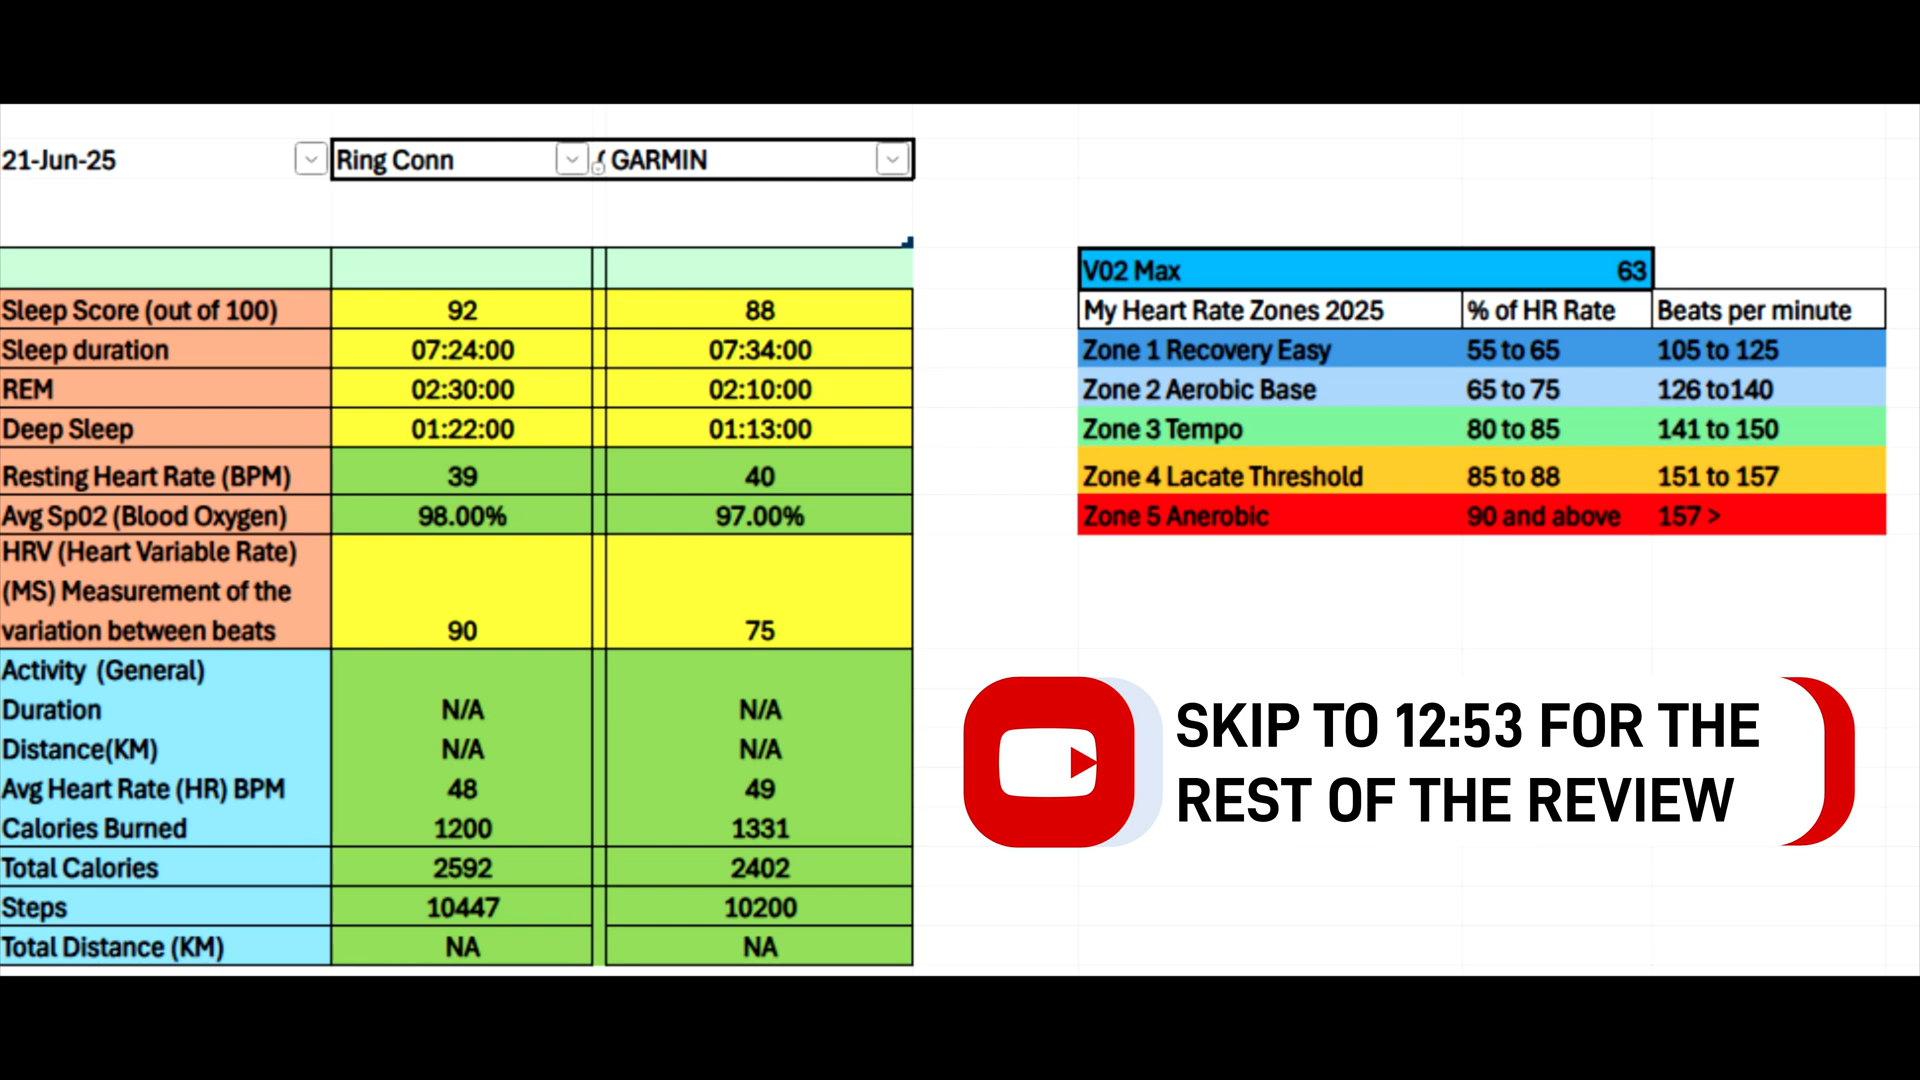 21-Jun-25 Ring Conn GARMIN
Sleep Score (out of 100) 92 88
Sleep duration 07:24:00 07:34:00
REM 02:30:00 02:10:00
Deep Sleep 01:22:00 01:13:00
Resting Heart Rate (BPM) 39 40
Avg Sp02 (Blood Oxygen) 98.00% 97.00%
HRV (Heart Variable Rate)
(MS) Measurement of the
variation between beats 90 75
Activity (General)
Duration N/A N/A
Distance(KM) N/A N/A
Avg Heart Rate (HR) BPM 48 49
Calories Burned 1200 1331
Total Calories 2592 2402
Steps 10447 10200
Total Distance (KM) NA NA
V02 Max 63
My Heart Rate Zones 2025 % of HR Rate Beats per minute
Zone 1 Recovery Easy 55 to 65 105 to 125
Zone 2 Aerobic Base 65 to 75 126 to140
Zone 3 Tempo 80 to 85 141 to 150
Zone 4 Lacate Threshold 85 to 88 151 to 157
Zone 5 Anerobic 90 and above 157 >
SKIP TO 12:53 FOR THE
REST OF THE REVIEW